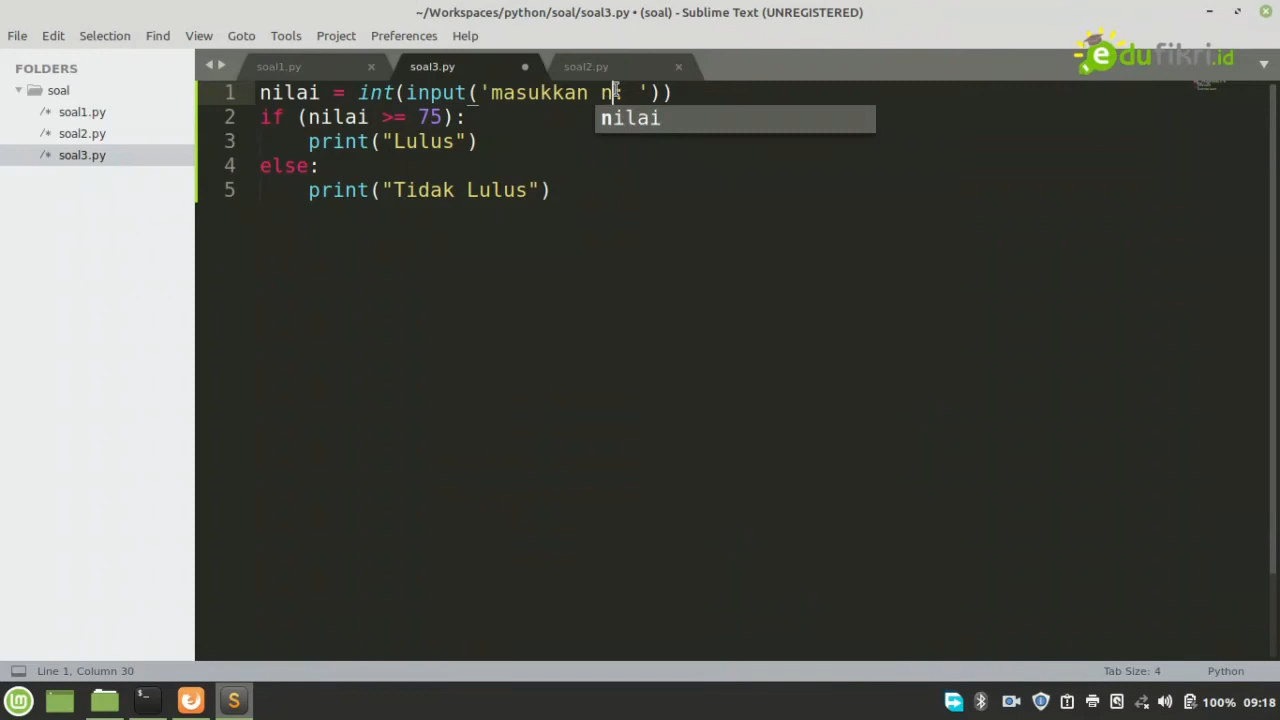 ~/Workspaces/python/soal/soal3.py • (soal) - Sublime Text (UNREGISTERED)
File Edit Selection Find View Goto Tools Project Preferences Help
edufikri.id
FOLDERS
soal
/* soal1.py
/* soal2.py
/* soal3.py
soal1.py × soal3.py • soal2.py ×
1 nilai = int(input('masukkan n: '))
nilai
2 if (nilai >= 75):
3 print("Lulus")
4 else:
5 print("Tidak Lulus")
Line 1, Column 30
Tab Size: 4 Python
100% 09:18